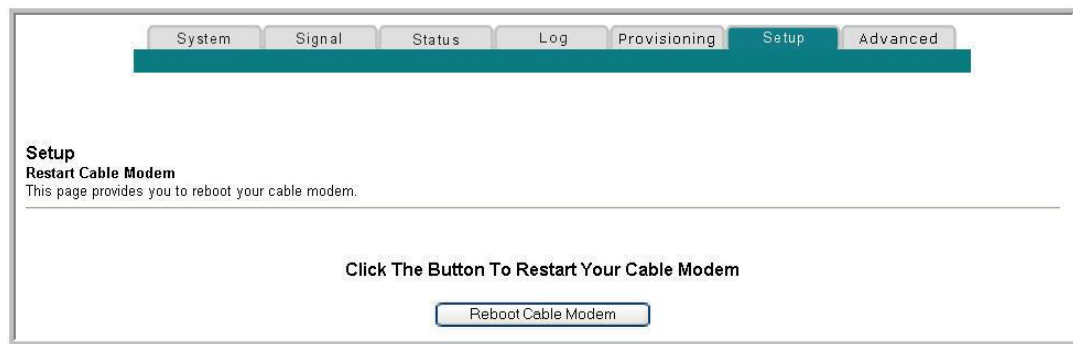 System Signal Status Log Provisioning Setup Advanced
Setup
Restart Cable Modem
This page provides you to reboot your cable modem.
Click The Button To Restart Your Cable Modem
Reboot Cable Modem